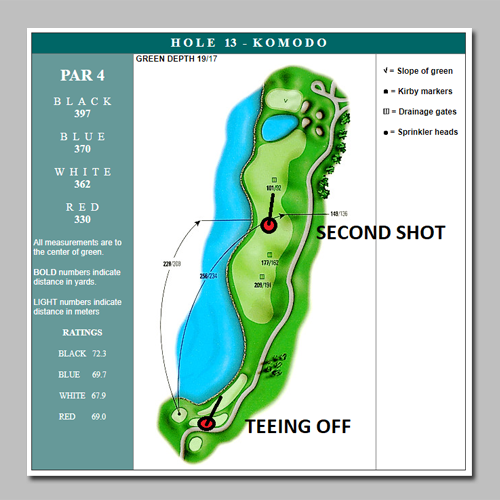 HOLE 13 - KOMODO
PAR 4
BLACK
397
BLUE
370
WHITE
362
RED
330
All measurements are to
the center of green.
BOLD numbers indicate
distance in yards.
LIGHT numbers indicate
distance in meters
RATINGS
BLACK 72.3
BLUE 69.7
WHITE 67.9
RED 69.0
GREEN DEPTH 19/17
101/92
148/136
SECOND SHOT
228/208
256/234
177/162
209/194
TEEING OFF
= Slope of green
= Kirby markers
= Drainage gates
= Sprinkler heads